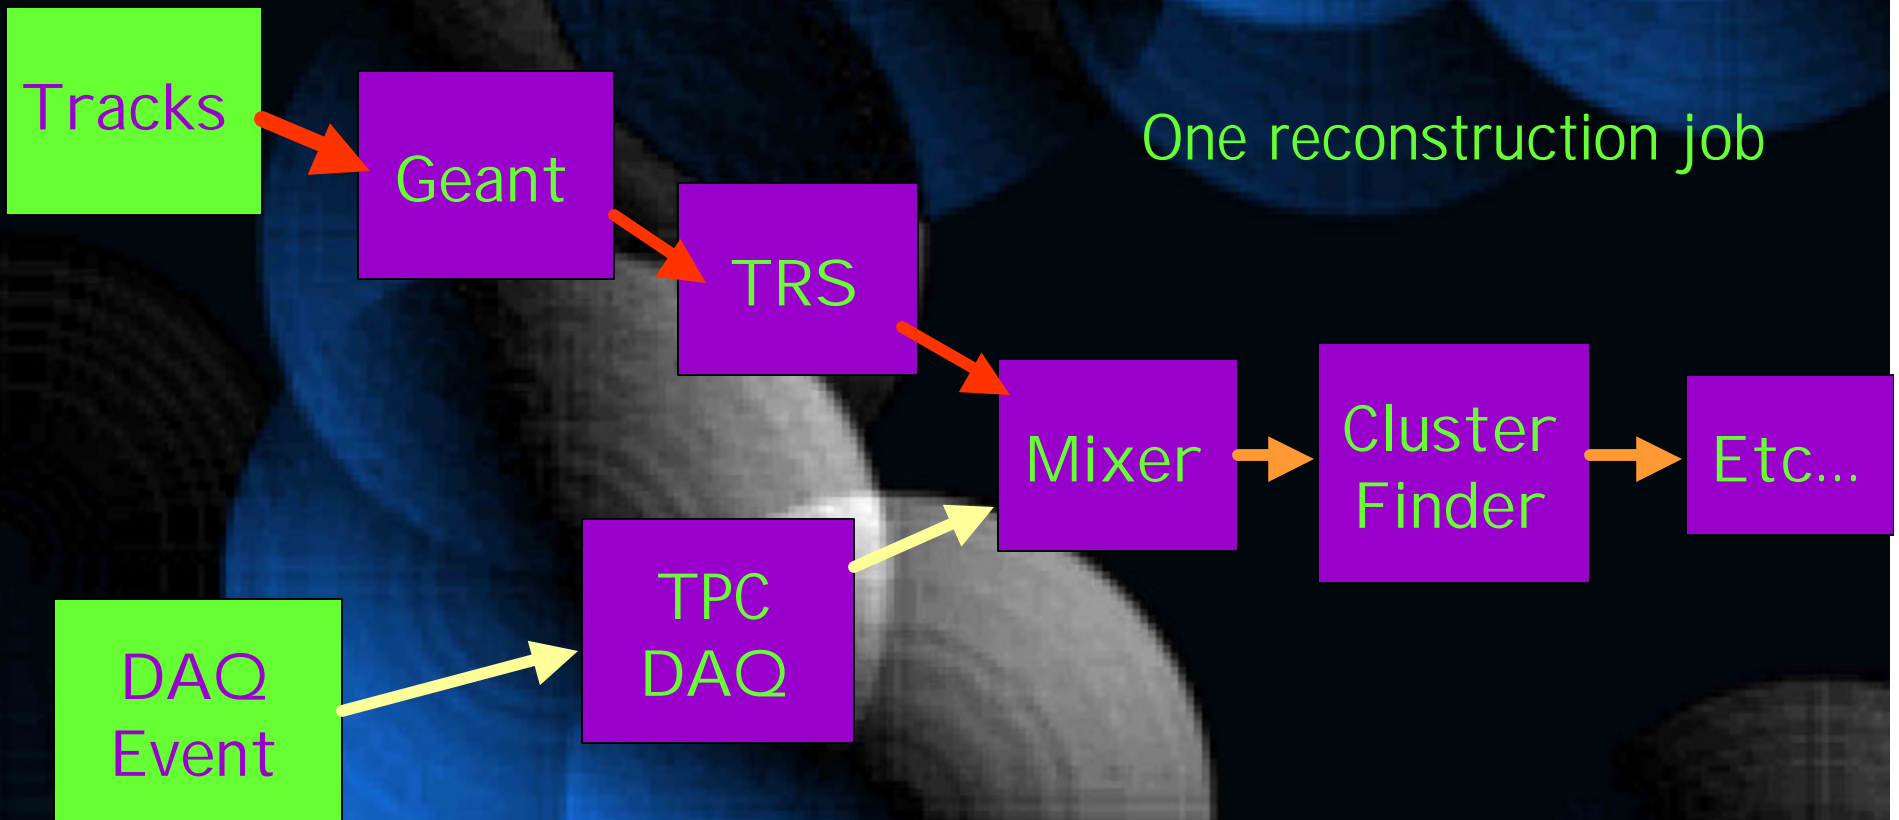 Tracks
Geant
One reconstruction job
TRS
Mixer
Cluster
Finder
Etc...
TPC
DAQ
DAQ
Event